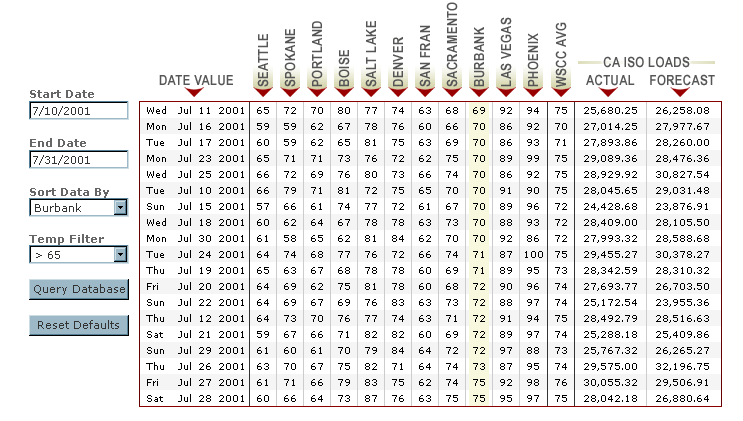 SEATTLE SPOKANE PORTLAND BOISE SALT LAKE DENVER SAN FRAN SACRAMENTO BURBANK LAS VEGAS PHOENIX WSCC AVG
CA ISO LOADS
DATE VALUE ACTUAL FORECAST
Start Date
7/10/2001
End Date
7/31/2001
Sort Data By
Burbank
Temp Filter
> 65
Query Database
Reset Defaults
Wed Jul 11 2001 65 72 70 80 77 74 63 68 69 92 94 75 25,680.25 26,258.08
Mon Jul 16 2001 59 59 62 67 78 76 60 66 70 86 92 70 27,014.25 27,977.67
Tue Jul 17 2001 60 59 62 65 81 75 63 69 70 86 93 71 27,893.86 28,260.00
Mon Jul 23 2001 65 71 71 73 76 72 62 75 70 89 99 75 29,089.36 28,476.36
Wed Jul 25 2001 66 72 69 76 80 73 66 74 70 86 92 75 28,929.92 30,827.54
Tue Jul 10 2001 66 79 71 81 72 75 65 70 70 91 90 75 28,045.65 29,031.48
Sun Jul 15 2001 57 66 61 74 77 72 61 67 70 89 96 72 24,428.68 23,876.91
Wed Jul 18 2001 60 62 64 67 78 78 63 73 70 88 93 72 28,409.00 28,105.50
Mon Jul 30 2001 61 58 65 62 81 84 62 70 70 92 86 72 27,993.32 28,588.68
Tue Jul 24 2001 64 74 68 77 76 72 66 74 71 87 100 75 29,455.27 30,378.27
Thu Jul 19 2001 65 63 67 68 78 78 60 69 71 89 95 73 28,342.59 28,310.32
Fri Jul 20 2001 64 69 62 75 81 78 60 68 72 90 96 74 27,693.77 26,703.50
Sun Jul 22 2001 64 69 67 69 76 83 63 73 72 88 97 74 25,172.54 23,955.36
Thu Jul 12 2001 64 73 70 76 77 74 63 71 72 91 94 75 28,492.79 28,516.63
Sat Jul 21 2001 59 67 66 71 82 82 60 69 72 89 97 74 25,288.18 25,409.86
Sun Jul 29 2001 61 60 61 70 79 84 64 72 72 97 88 73 25,767.32 26,265.27
Thu Jul 26 2001 63 70 67 75 82 71 64 74 73 87 95 74 29,575.00 32,196.75
Fri Jul 27 2001 61 71 66 79 83 75 62 74 75 92 98 76 30,055.32 29,506.91
Sat Jul 28 2001 60 66 64 73 87 76 63 75 75 95 97 75 28,042.18 26,880.64